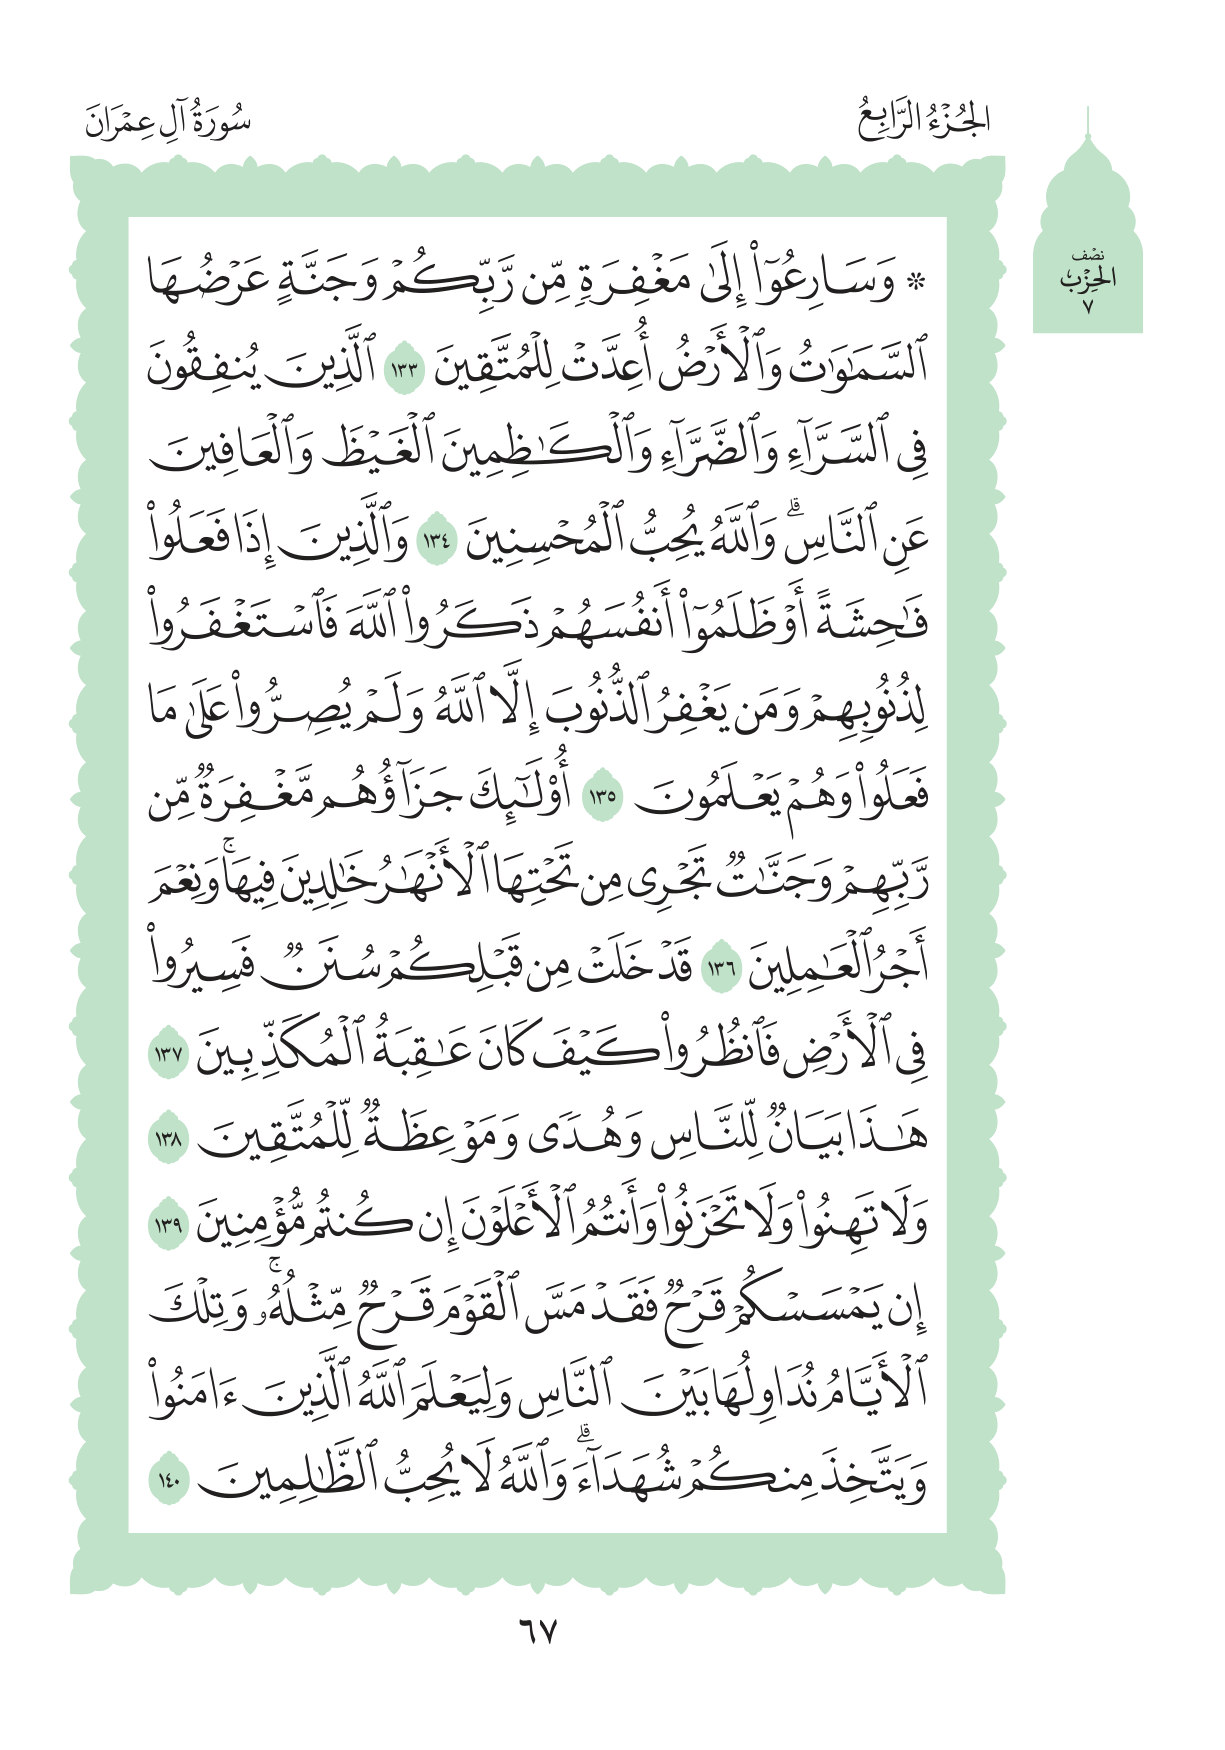 سُورَةُ آلِ عِمْرَانَ
الجُزْءُ الرَّابِعُ
نصف
الحِزْب
٧
۞ وَسَارِعُوٓاْ إِلَىٰ مَغْفِرَةٖ مِّن رَّبِّكُمْ وَجَنَّةٍ عَرْضُهَا
ٱلسَّمَٰوَٰتُ وَٱلْأَرْضُ أُعِدَّتْ لِلْمُتَّقِينَ ١٣٣ ٱلَّذِينَ يُنفِقُونَ
فِي ٱلسَّرَّآءِ وَٱلضَّرَّآءِ وَٱلْكَٰظِمِينَ ٱلْغَيْظَ وَٱلْعَافِينَ
عَنِ ٱلنَّاسِۗ وَٱللَّهُ يُحِبُّ ٱلْمُحْسِنِينَ ١٣٤ وَٱلَّذِينَ إِذَا فَعَلُواْ
فَٰحِشَةً أَوْ ظَلَمُوٓاْ أَنفُسَهُمْ ذَكَرُواْ ٱللَّهَ فَٱسْتَغْفَرُواْ
لِذُنُوبِهِمْ وَمَن يَغْفِرُ ٱلذُّنُوبَ إِلَّا ٱللَّهُ وَلَمْ يُصِرُّواْ عَلَىٰ مَا
فَعَلُواْ وَهُمْ يَعْلَمُونَ ١٣٥ أُوْلَٰٓئِكَ جَزَآؤُهُم مَّغْفِرَةٞ مِّن
رَّبِّهِمْ وَجَنَّٰتٞ تَجْرِي مِن تَحْتِهَا ٱلْأَنْهَٰرُ خَٰلِدِينَ فِيهَاۚ وَنِعْمَ
أَجْرُ ٱلْعَٰمِلِينَ ١٣٦ قَدْ خَلَتْ مِن قَبْلِكُمْ سُنَنٞ فَسِيرُواْ
فِي ٱلْأَرْضِ فَٱنظُرُواْ كَيْفَ كَانَ عَٰقِبَةُ ٱلْمُكَذِّبِينَ ١٣٧
هَٰذَا بَيَانٞ لِّلنَّاسِ وَهُدٗى وَمَوْعِظَةٞ لِّلْمُتَّقِينَ ١٣٨
وَلَا تَهِنُواْ وَلَا تَحْزَنُواْ وَأَنتُمُ ٱلْأَعْلَوْنَ إِن كُنتُم مُّؤْمِنِينَ ١٣٩
إِن يَمْسَسْكُمْ قَرْحٞ فَقَدْ مَسَّ ٱلْقَوْمَ قَرْحٞ مِّثْلُهُۥۚ وَتِلْكَ
ٱلْأَيَّامُ نُدَاوِلُهَا بَيْنَ ٱلنَّاسِ وَلِيَعْلَمَ ٱللَّهُ ٱلَّذِينَ ءَامَنُواْ
وَيَتَّخِذَ مِنكُمْ شُهَدَآءَۗ وَٱللَّهُ لَا يُحِبُّ ٱلظَّٰلِمِينَ ١٤٠
٦٧